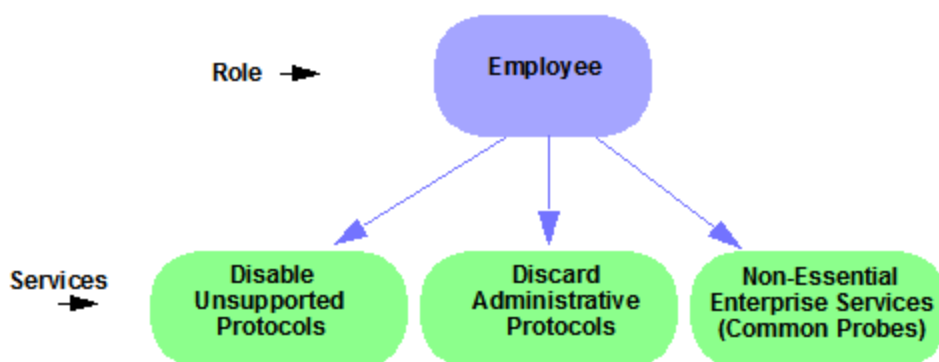 Role
Employee
Services
Disable
Unsupported
Protocols
Discard
Administrative
Protocols
Non-Essential
Enterprise Services
(Common Probes)